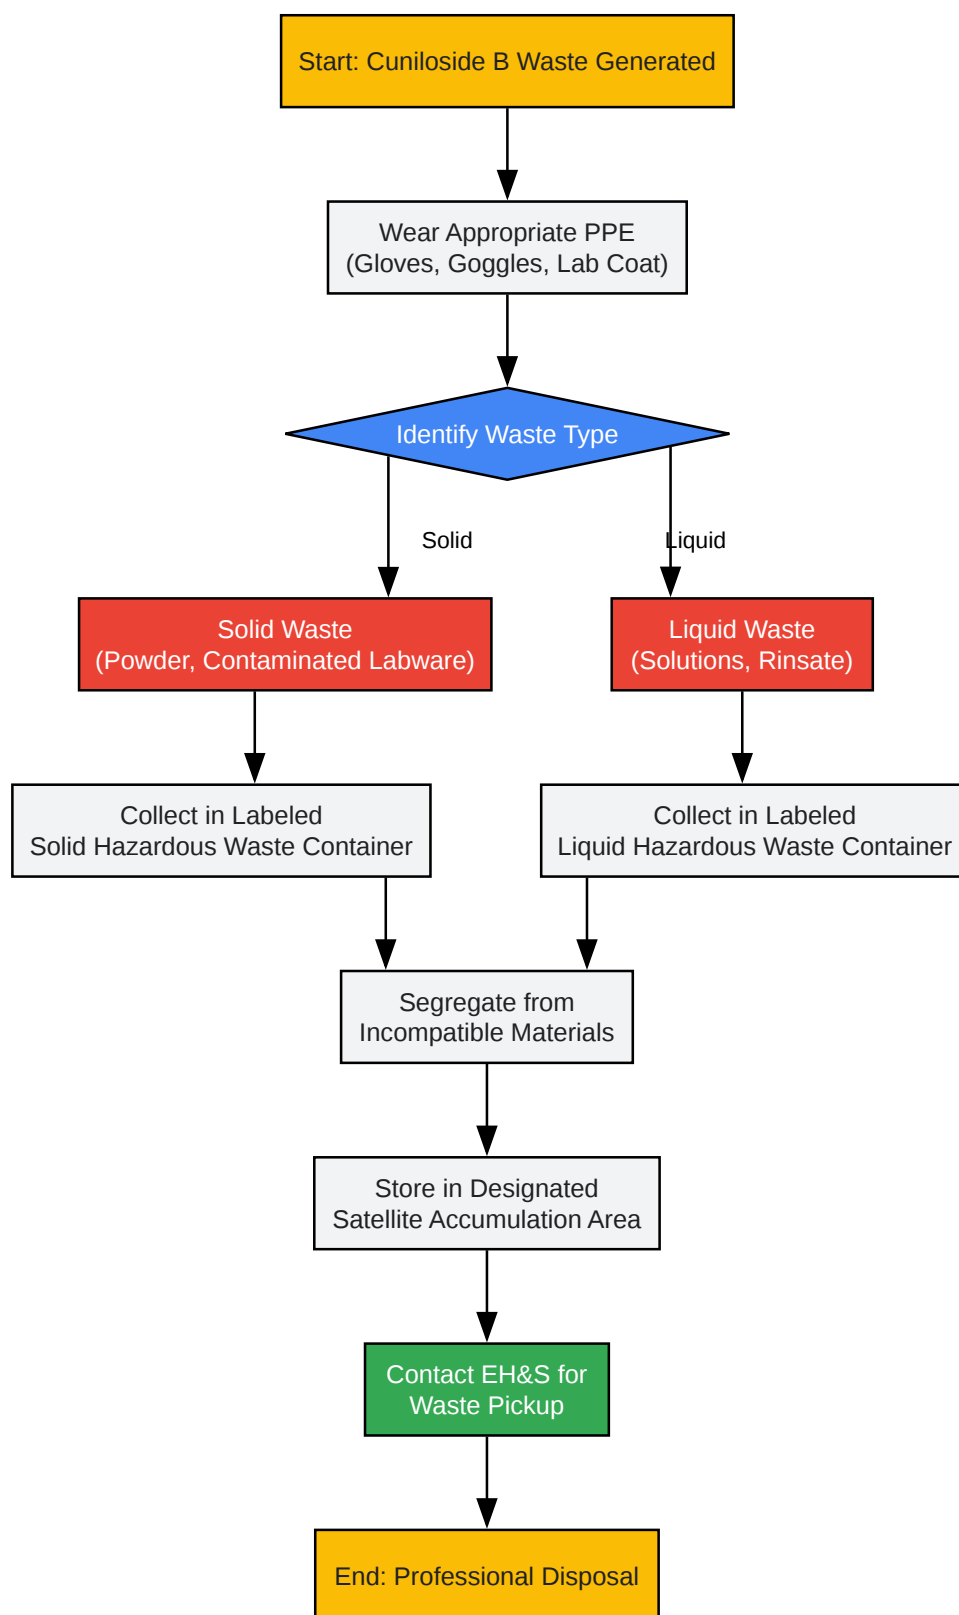 Start: Cuniloside B Waste Generated
Wear Appropriate PPE
(Gloves, Goggles, Lab Coat)
Identify Waste Type
Solid
Liquid
Solid Waste
(Powder, Contaminated Labware)
Liquid Waste
(Solutions, Rinsate)
Collect in Labeled
Solid Hazardous Waste Container
Collect in Labeled
Liquid Hazardous Waste Container
Segregate from
Incompatible Materials
Store in Designated
Satellite Accumulation Area
Contact EH&S for
Waste Pickup
End: Professional Disposal